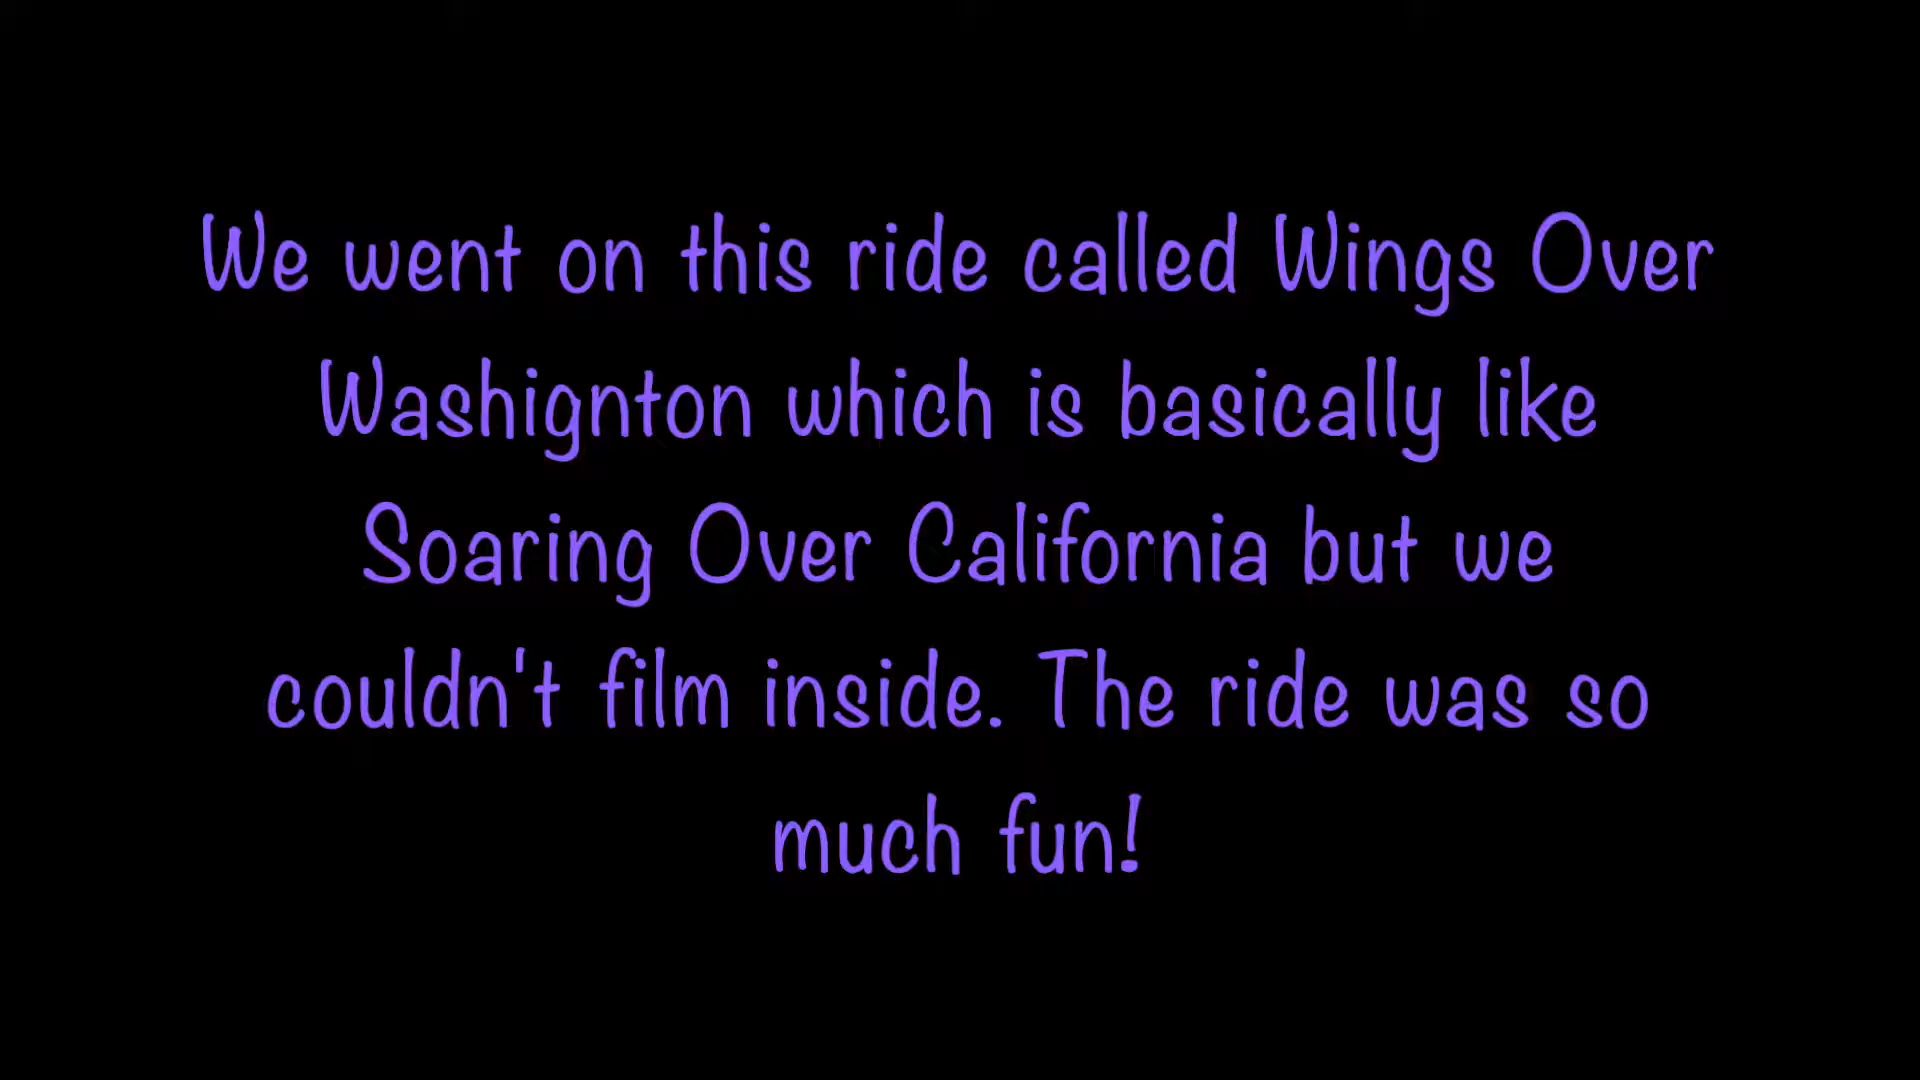 We went on this ride called Wings Over
Washignton which is basically like
Soaring Over California but we
couldn't film inside. The ride was so
much fun!